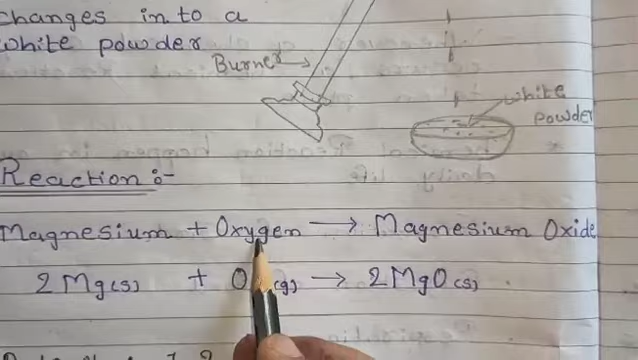 changes in to a
white powder
Burner
white
powder
Reaction :-
Magnesium + Oxygen → Magnesium Oxide
2Mg(s) + O (g) → 2MgO(s)